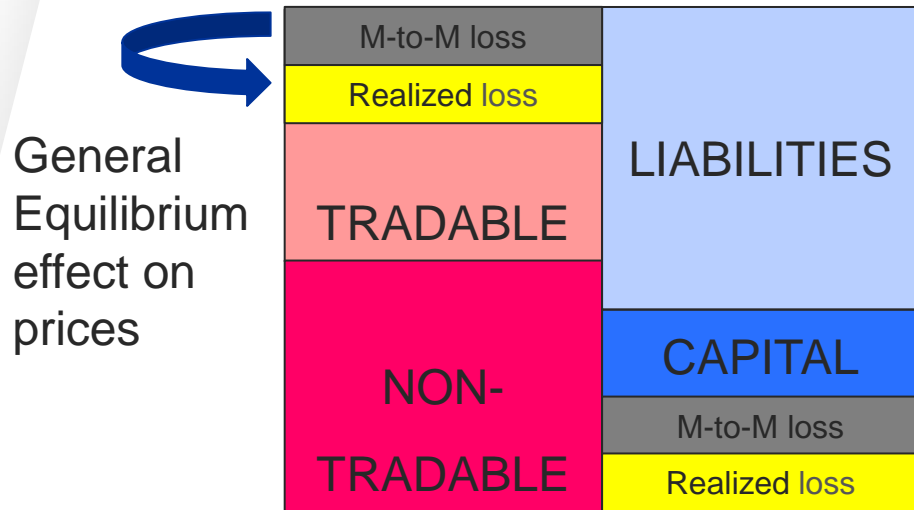 General
Equilibrium
effect on
prices
M-to-M loss
Realized loss
TRADABLE
NON-
TRADABLE
LIABILITIES
CAPITAL
M-to-M loss
Realized loss